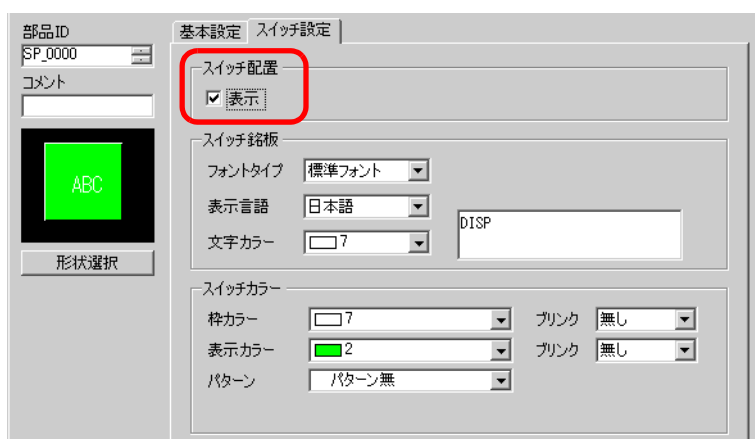 部品ID
SP_0000
コメント
ABC
形状選択
基本設定 スイッチ設定
スイッチ配置
表示
スイッチ銘板
フォントタイプ 標準フォント
表示言語 日本語
文字カラー 7
DISP
スイッチカラー
枠カラー 7 ブリンク 無し
表示カラー 2 ブリンク 無し
パターン パターン無